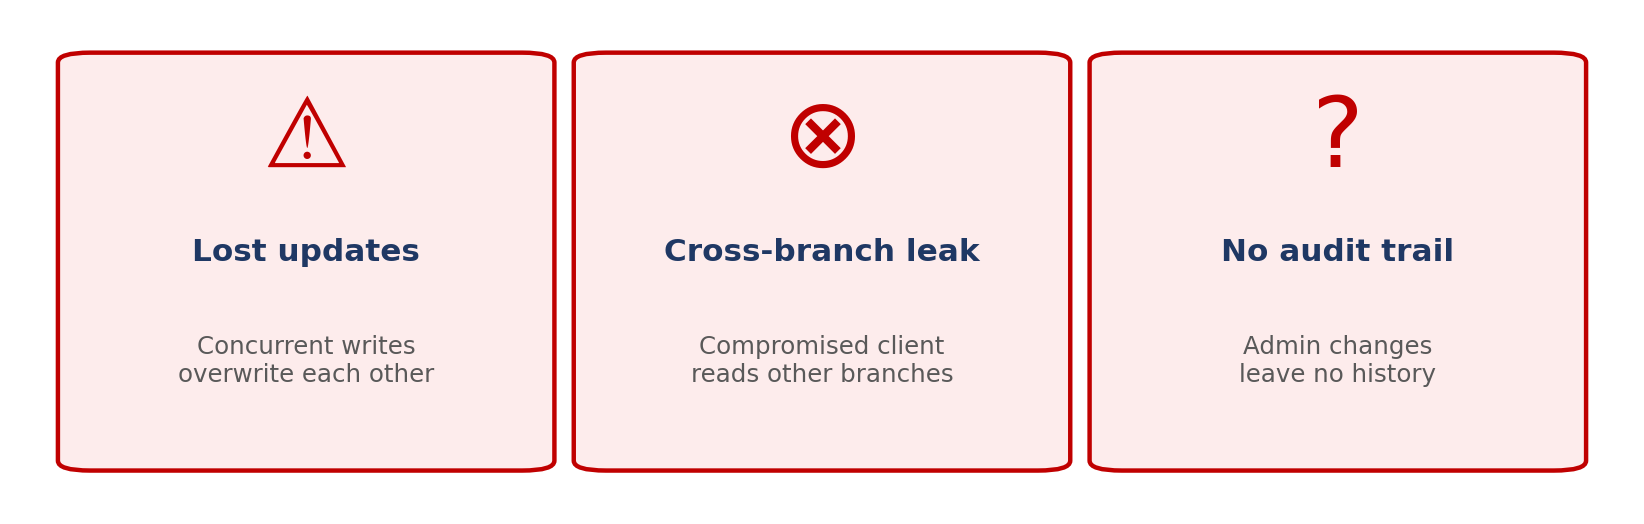 ⚠
Lost updates
Concurrent writes
overwrite each other
⊗
Cross-branch leak
Compromised client
reads other branches
?
No audit trail
Admin changes
leave no history